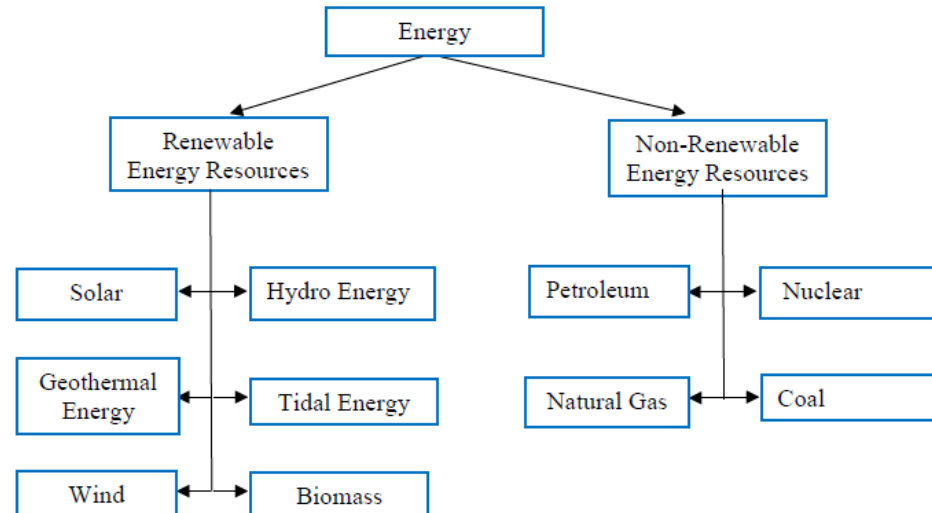 Energy
Renewable
Energy Resources
Non-Renewable
Energy Resources
Solar
Hydro Energy
Petroleum
Nuclear
Geothermal
Energy
Tidal Energy
Natural Gas
Coal
Wind
Biomass